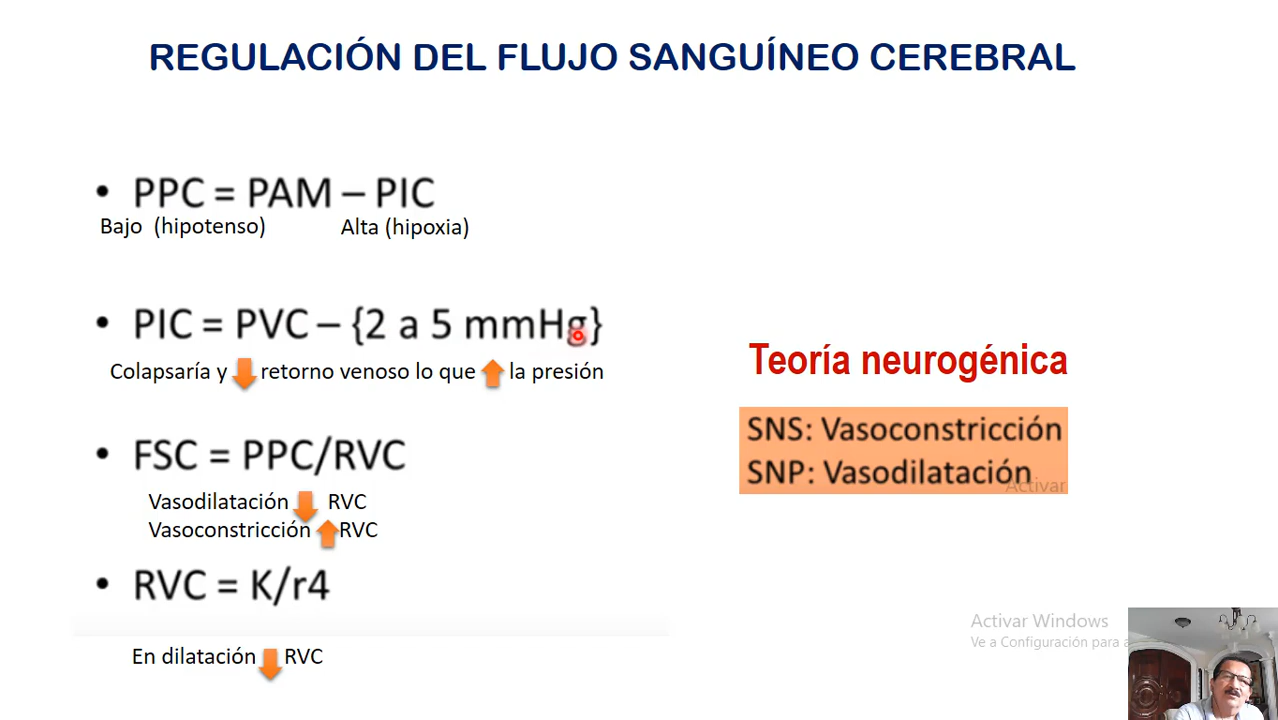 REGULACIÓN DEL FLUJO SANGUÍNEO CEREBRAL
• PPC = PAM – PIC
Bajo (hipotenso) Alta (hipoxia)
• PIC = PVC – {2 a 5 mmHg}
Colapsaría y retorno venoso lo que la presión
• FSC = PPC/RVC
Vasodilatación RVC
Vasoconstricción RVC
• RVC = K/r4
En dilatación RVC
Teoría neurogénica
SNS: Vasoconstricción
SNP: Vasodilatación
Activar
Activar Windows
Ve a Configuración para a